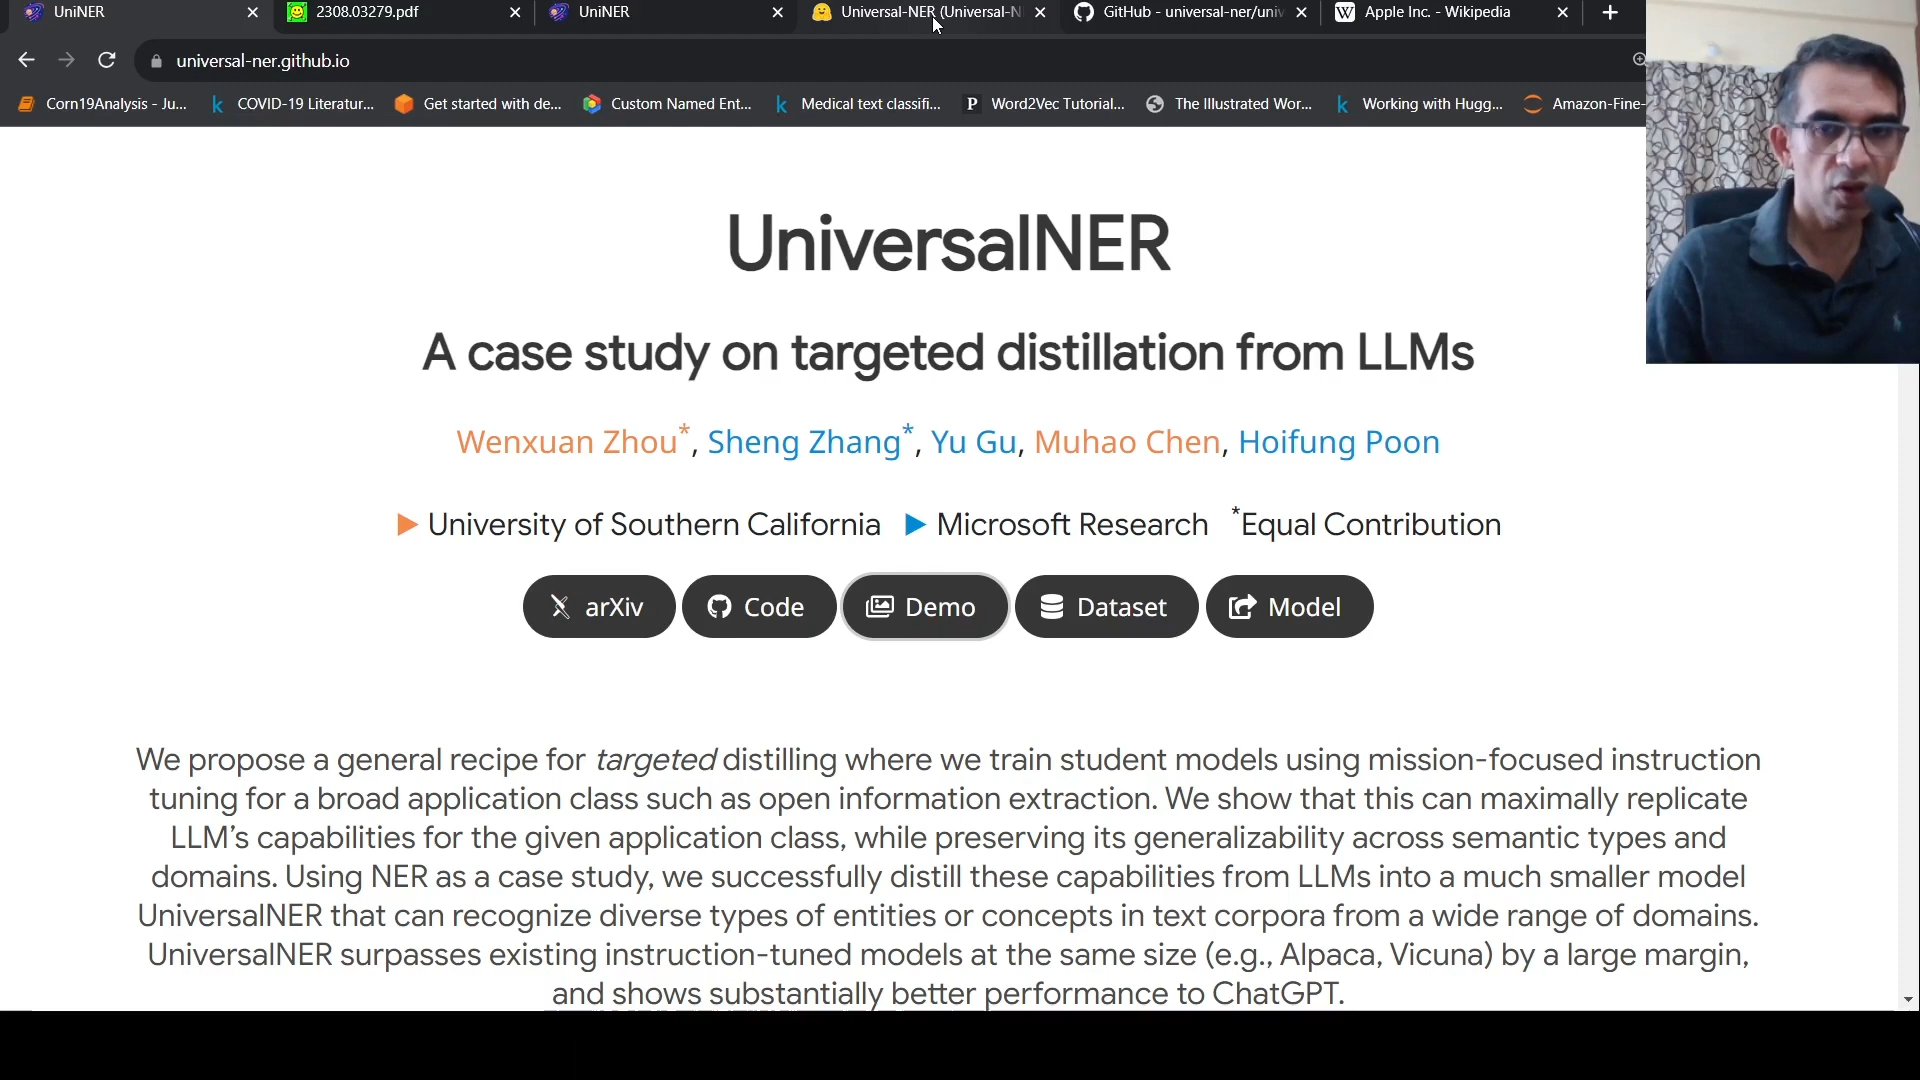 UniNER
2308.03279.pdf
UniNER
Universal-NER (Universal-N
GitHub - universal-ner/univ
Apple Inc. - Wikipedia
universal-ner.github.io
Corn19Analysis - Ju...
COVID-19 Literatur...
Get started with de...
Custom Named Ent...
Medical text classifi...
Word2Vec Tutorial...
The Illustrated Wor...
Working with Hugg...
Amazon-Fine-
UniversalNER
A case study on targeted distillation from LLMs
Wenxuan Zhou*, Sheng Zhang*, Yu Gu, Muhao Chen, Hoifung Poon
University of Southern California Microsoft Research *Equal Contribution
arXiv Code Demo Dataset Model
We propose a general recipe for targeted distilling where we train student models using mission-focused instruction
tuning for a broad application class such as open information extraction. We show that this can maximally replicate
LLM’s capabilities for the given application class, while preserving its generalizability across semantic types and
domains. Using NER as a case study, we successfully distill these capabilities from LLMs into a much smaller model
UniversalNER that can recognize diverse types of entities or concepts in text corpora from a wide range of domains.
UniversalNER surpasses existing instruction-tuned models at the same size (e.g., Alpaca, Vicuna) by a large margin,
and shows substantially better performance to ChatGPT.